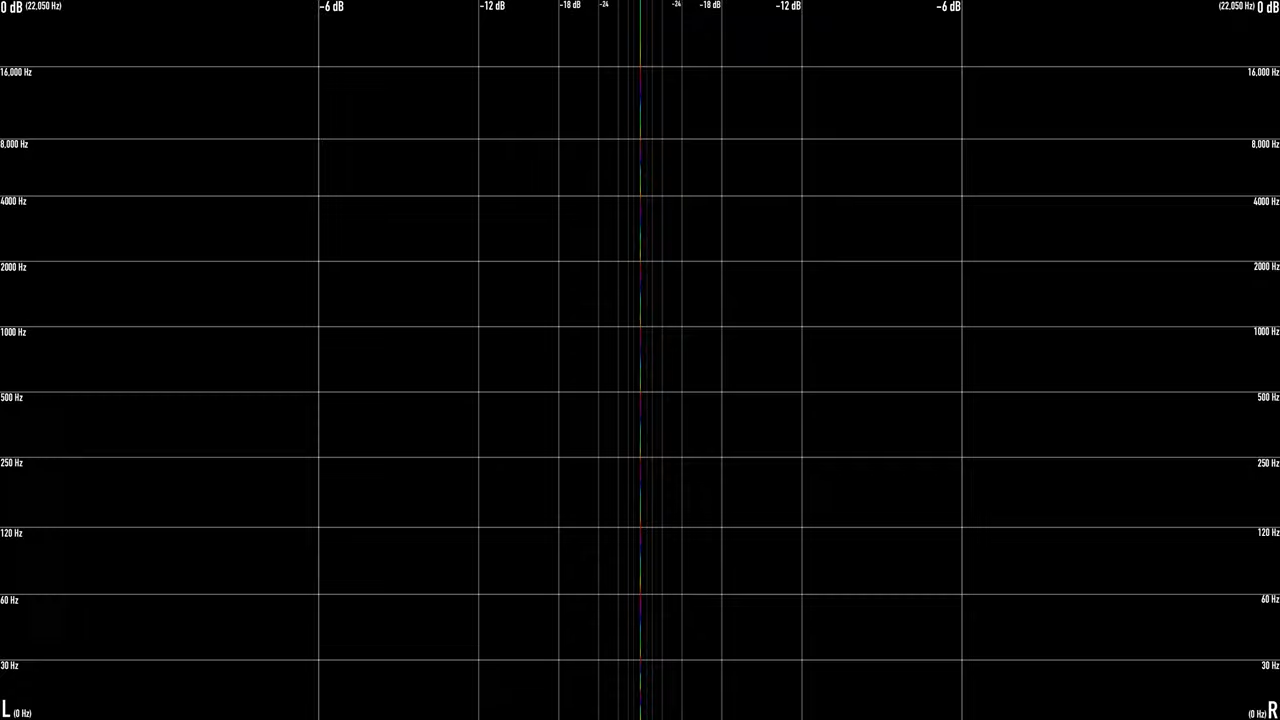 0 dB (22,050 Hz) -6 dB -12 dB -18 dB -24 -24 -18 dB -12 dB -6 dB (22,050 Hz) 0 dB
16,000 Hz 16,000 Hz
8,000 Hz 8,000 Hz
4000 Hz 4000 Hz
2000 Hz 2000 Hz
1000 Hz 1000 Hz
500 Hz 500 Hz
250 Hz 250 Hz
120 Hz 120 Hz
60 Hz 60 Hz
30 Hz 30 Hz
L (0 Hz) (0 Hz) R